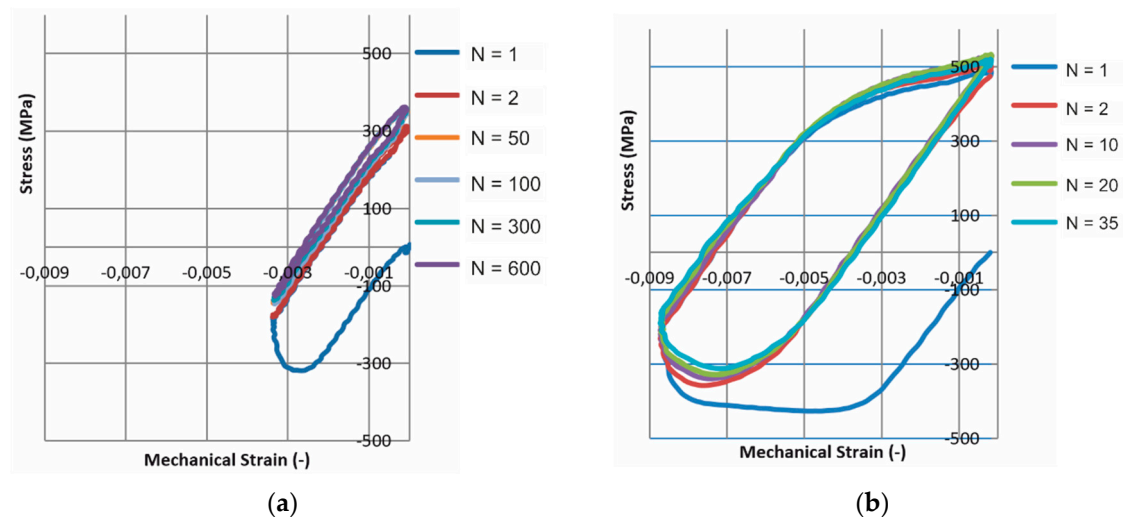 500
300
100
-100
-300
-500
-0,009
-0,007
-0,005
-0,003
-0,001
Stress (MPa)
Mechanical Strain (-)
N = 1
N = 2
N = 50
N = 100
N = 300
N = 600
(a)
500
300
100
-100
-300
-500
-0,009
-0,007
-0,005
-0,003
-0,001
Stress (MPa)
Mechanical Strain (-)
N = 1
N = 2
N = 10
N = 20
N = 35
(b)